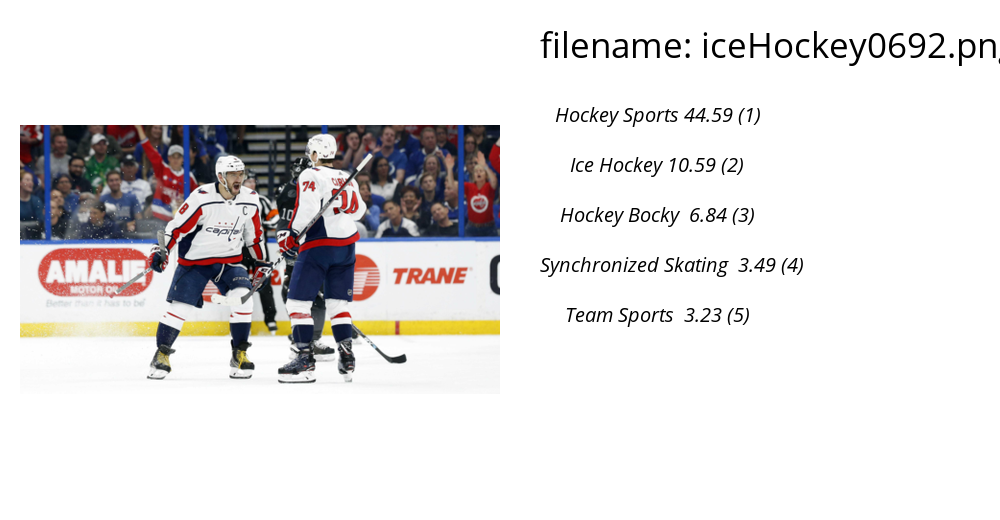 filename: iceHockey0692.pn
Hockey Sports 44.59 (1)
Ice Hockey 10.59 (2)
Hockey Bocky 6.84 (3)
Synchronized Skating 3.49 (4)
Team Sports 3.23 (5)
74
8
C
capitals
10
74
AMALIE
MOTOR OIL
Better than it has to be
TRANE